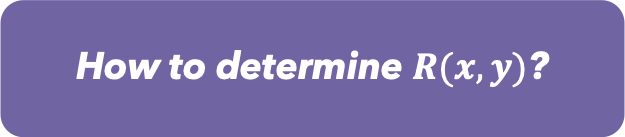 How to determine R(x, y)?